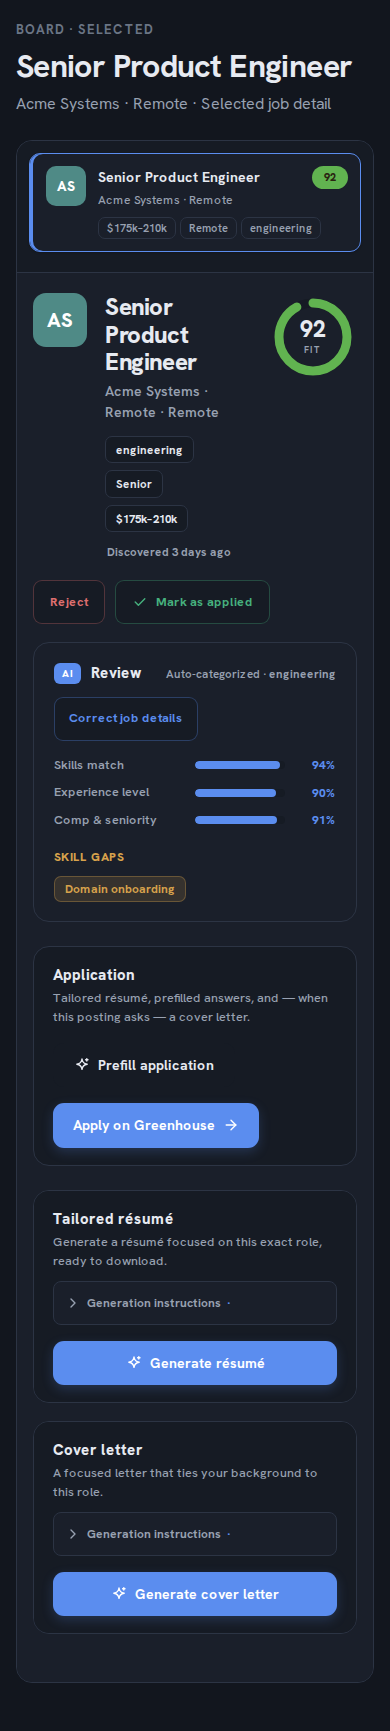 BOARD · SELECTED
Senior Product Engineer
Acme Systems · Remote · Selected job detail
AS
Senior Product Engineer
92
Acme Systems · Remote
$175k–210k
Remote
engineering
AS
Senior
Product
Engineer
92
FIT
Acme Systems ·
Remote · Remote
engineering
Senior
$175k–210k
Discovered 3 days ago
Reject
Mark as applied
AI
Review
Auto-categorized · engineering
Correct job details
Skills match
94%
Experience level
90%
Comp & seniority
91%
SKILL GAPS
Domain onboarding
Application
Tailored résumé, prefilled answers, and — when
this posting asks — a cover letter.
Prefill application
Apply on Greenhouse
Tailored résumé
Generate a résumé focused on this exact role,
ready to download.
Generation instructions ·
Generate résumé
Cover letter
A focused letter that ties your background to
this role.
Generation instructions ·
Generate cover letter